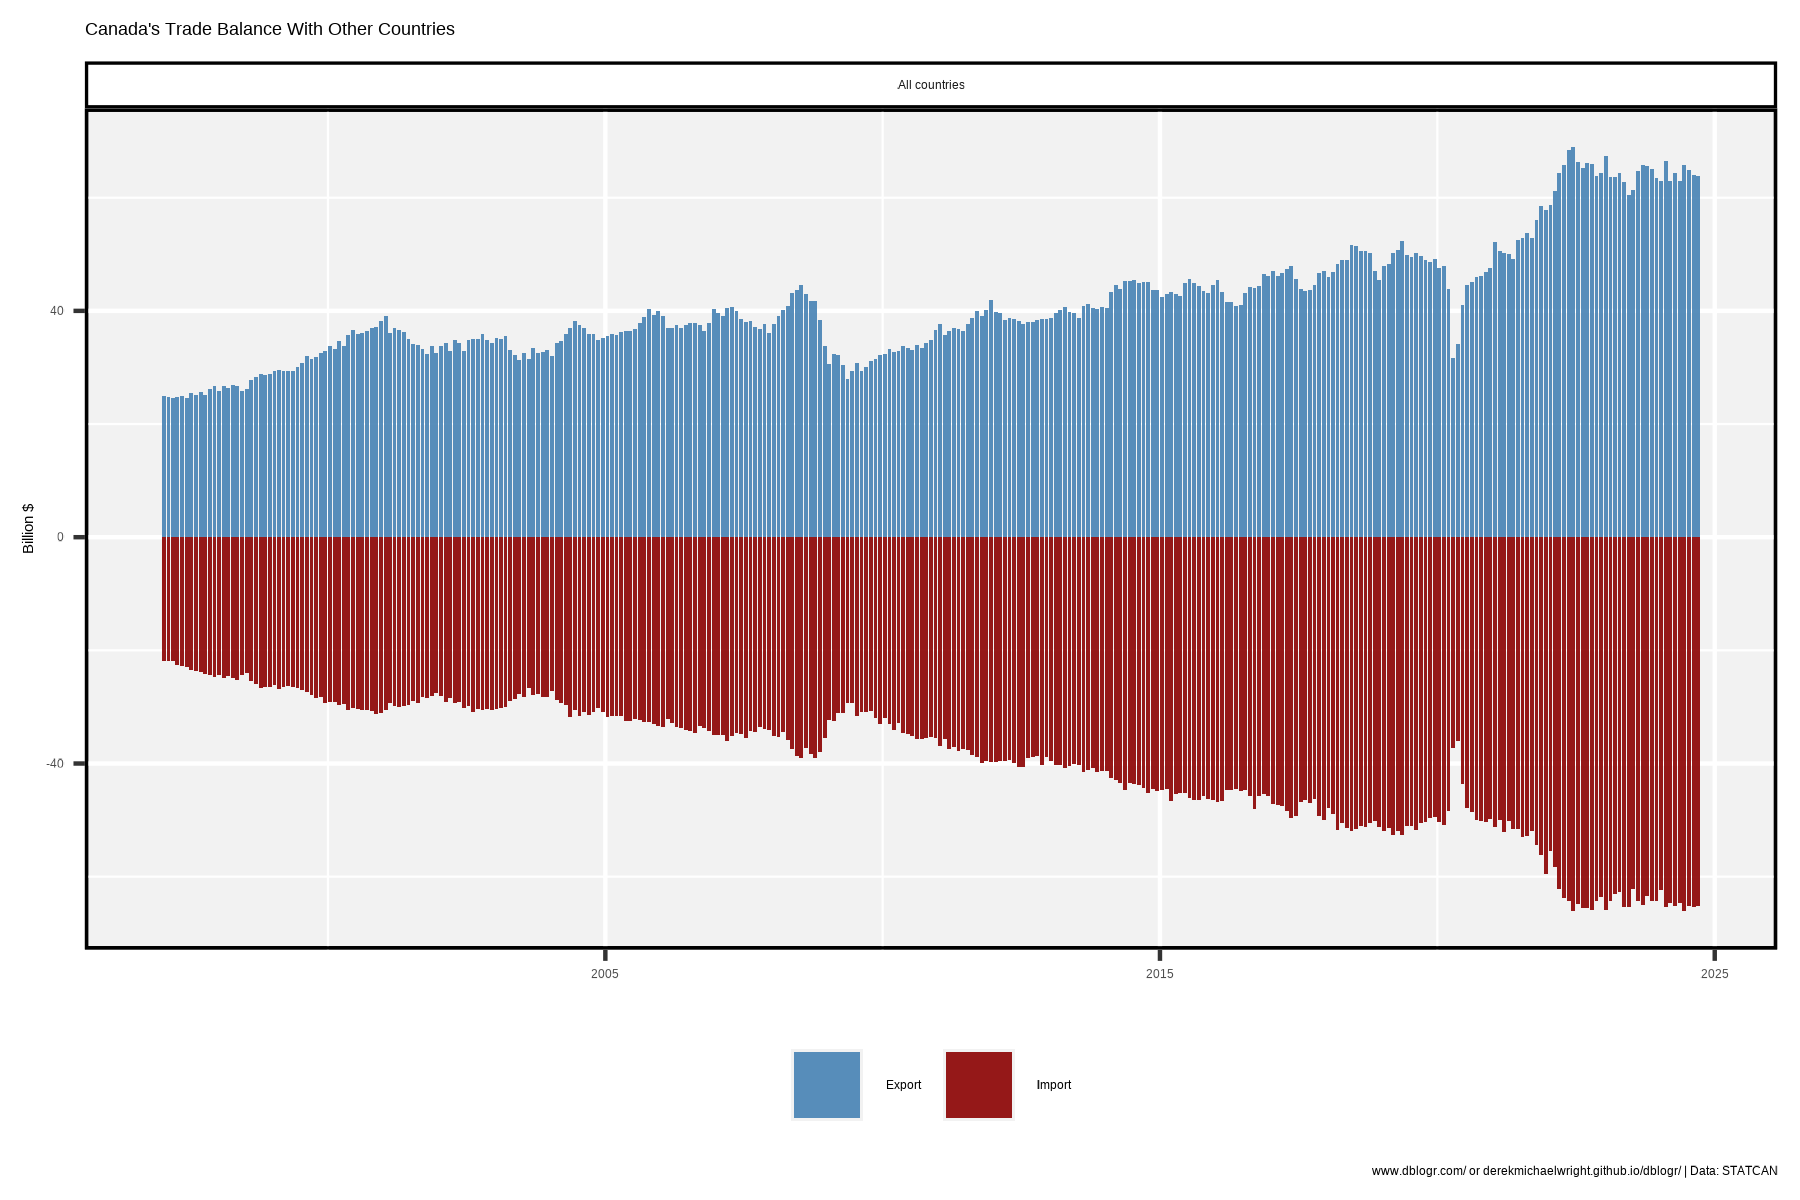 Canada's Trade Balance With Other Countries
All countries
Billion $
40
0
-40
2005
2015
2025
Export
Import
www.dblogr.com/ or derekmichaelwright.github.io/dblogr/ | Data: STATCAN